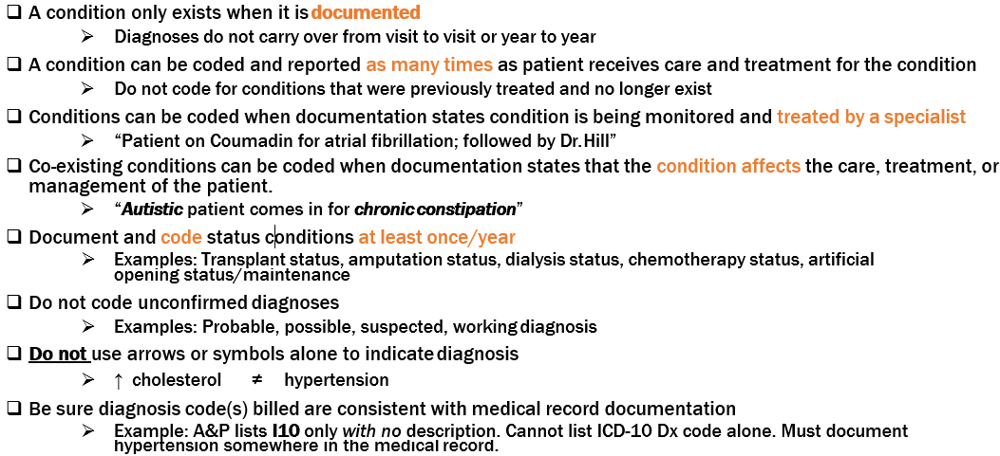 ❑ A condition only exists when it is documented
➢ Diagnoses do not carry over from visit to visit or year to year
❑ A condition can be coded and reported as many times as patient receives care and treatment for the condition
➢ Do not code for conditions that were previously treated and no longer exist
❑ Conditions can be coded when documentation states condition is being monitored and treated by a specialist
➢ “Patient on Coumadin for atrial fibrillation; followed by Dr. Hill”
❑ Co-existing conditions can be coded when documentation states that the condition affects the care, treatment, or
management of the patient.
➢ “Autistic patient comes in for chronic constipation”
❑ Document and code status conditions at least once/year
➢ Examples: Transplant status, amputation status, dialysis status, chemotherapy status, artificial
opening status/maintenance
❑ Do not code unconfirmed diagnoses
➢ Examples: Probable, possible, suspected, working diagnosis
❑ Do not use arrows or symbols alone to indicate diagnosis
➢ ↑ cholesterol ≠ hypertension
❑ Be sure diagnosis code(s) billed are consistent with medical record documentation
➢ Example: A&P lists I10 only with no description. Cannot list ICD-10 Dx code alone. Must document
hypertension somewhere in the medical record.